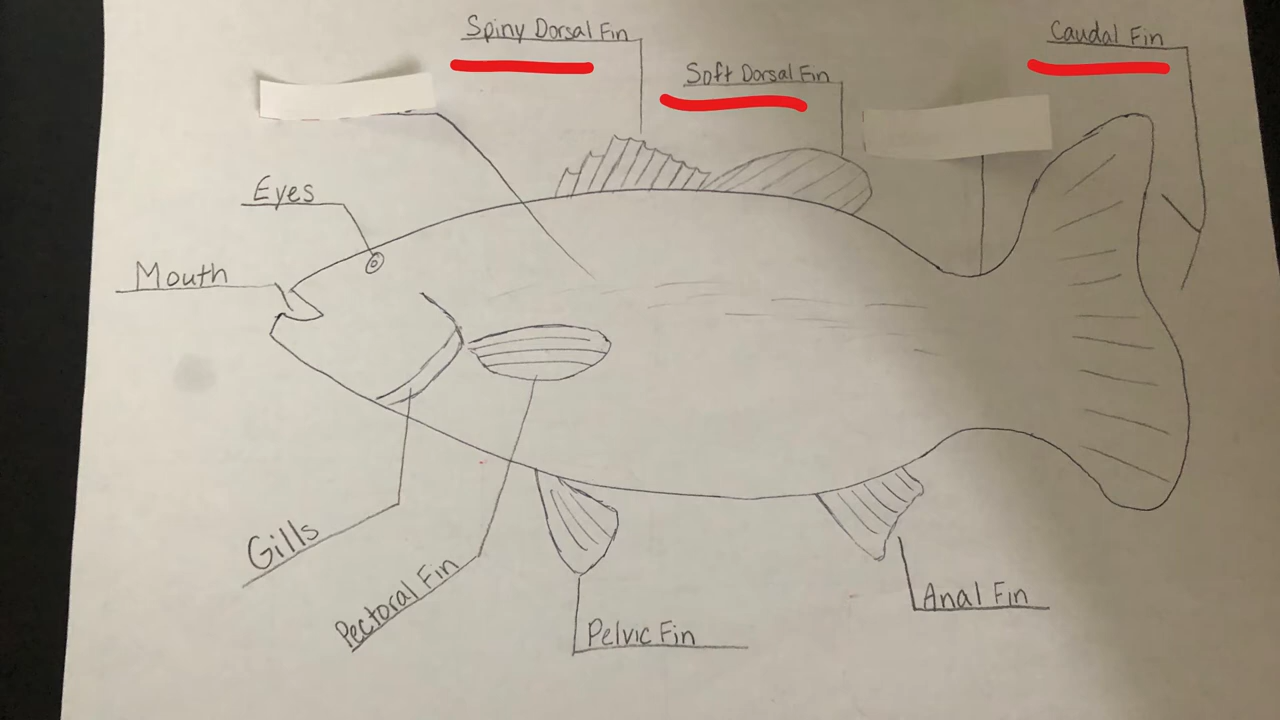 Spiny Dorsal Fin
Caudal Fin
Soft Dorsal Fin
Eyes
Mouth
Gills
Pectoral Fin
Pelvic Fin
Anal Fin